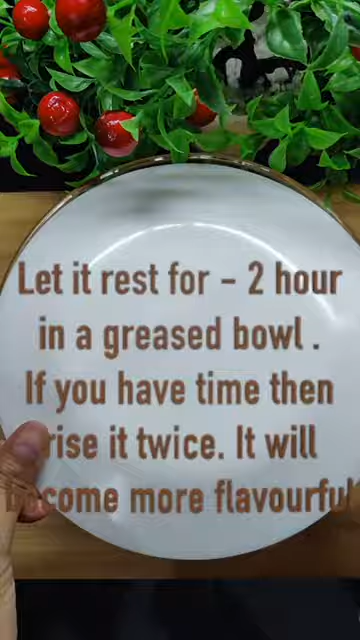 Let it rest for - 2 hour
in a greased bowl .
If you have time then
rise it twice. It will
become more flavourful